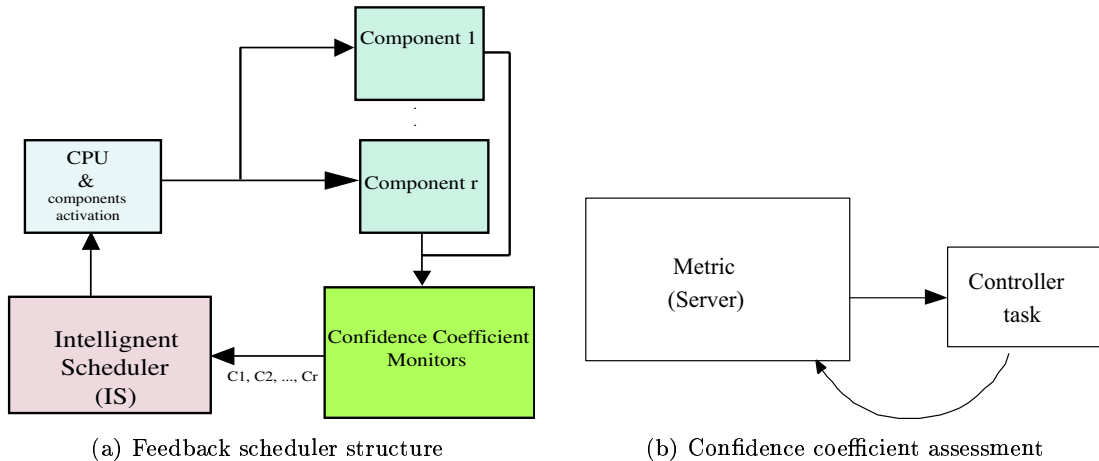 Component 1
.
.
.
CPU
&
components
activation
Component r
Intellignent
Scheduler
(IS)
Confidence Coefficient
Monitors
C1, C2, ..., Cr
(a) Feedback scheduler structure
Metric
(Server)
Controller
task
(b) Confidence coefficient assessment